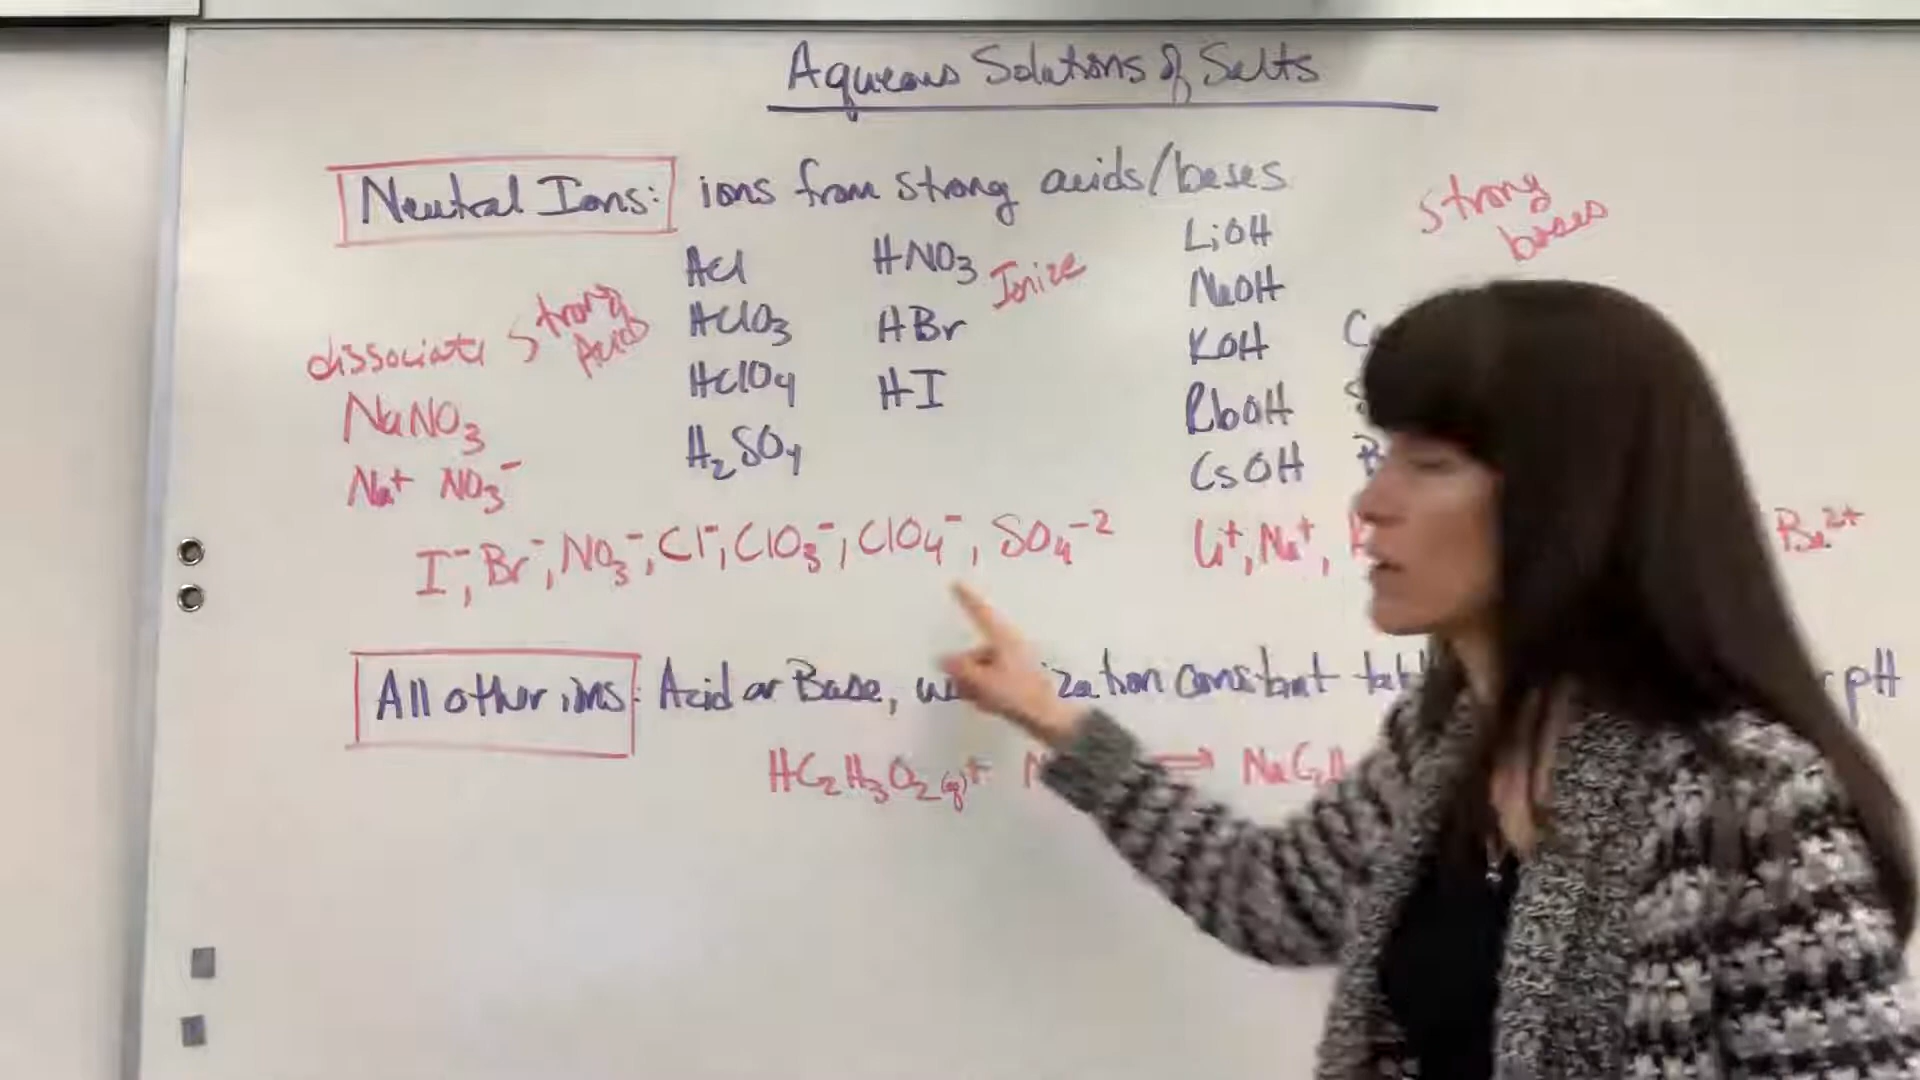 Aqueous Solutions of Salts
Neutral Ions: ions from strong acids/bases
HCl HNO₃ Ionize LiOH strong bases
dissociate strong Acid HClO₃ HBr NaOH
NaNO₃ HClO₄ HI KOH
Na⁺ NO₃⁻ H₂SO₄ RbOH
CsOH
I⁻, Br⁻, NO₃⁻, Cl⁻, ClO₃⁻, ClO₄⁻, SO₄⁻² Li⁺, Na⁺, Ba²⁺
All other ions: Acid or Base, constant pH
HC₂H₃O₂ + ⇌